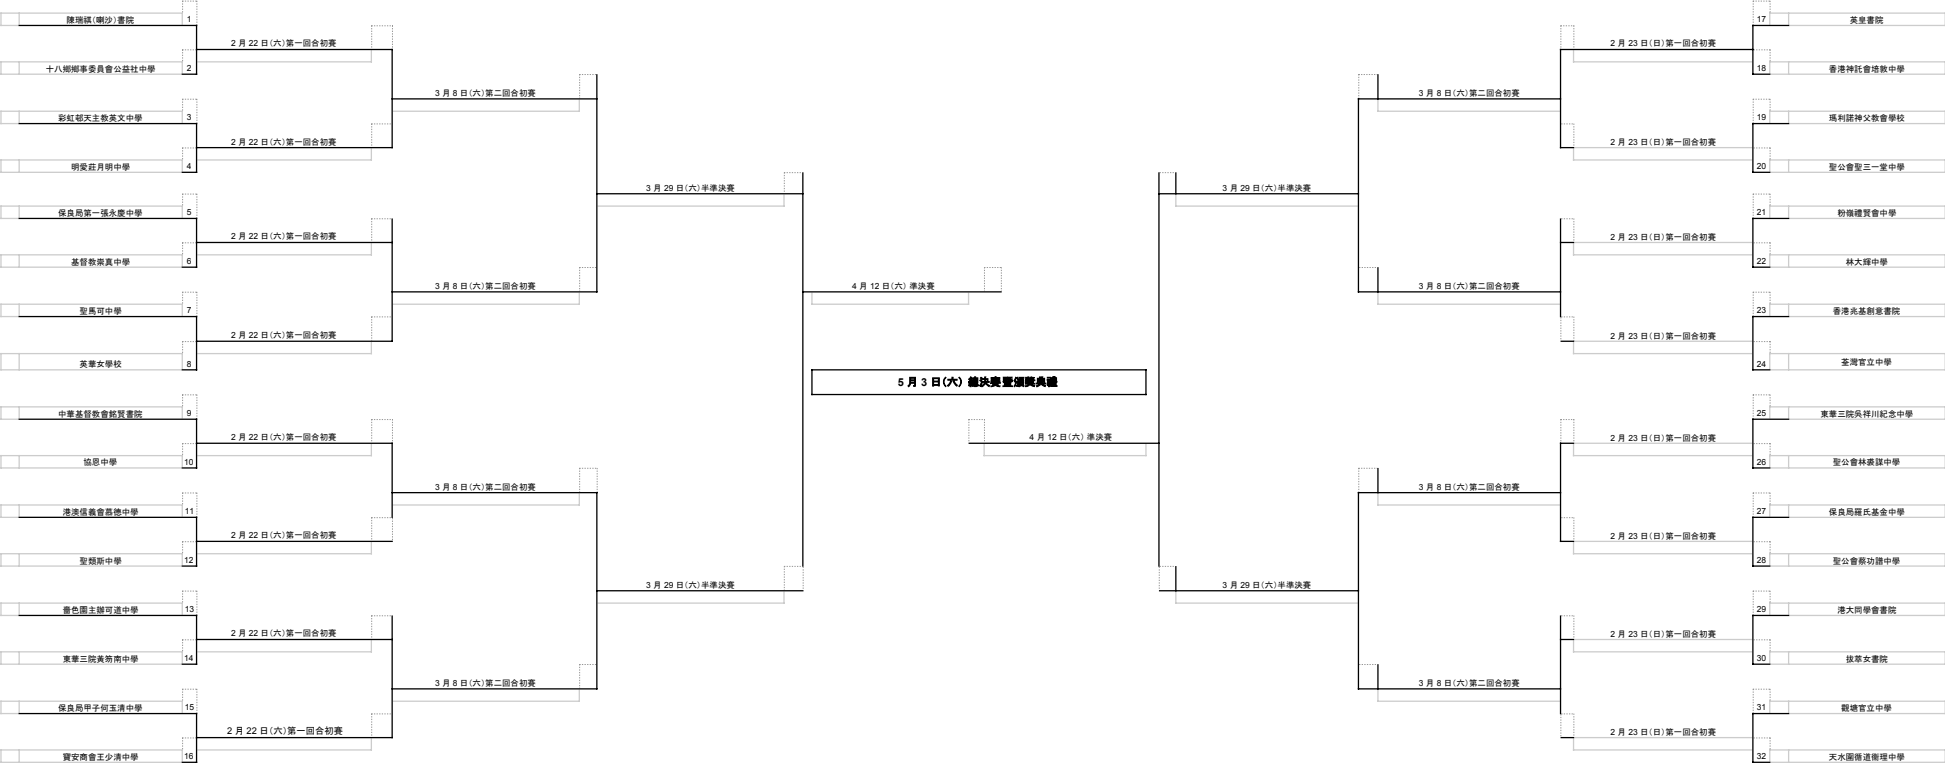 陳瑞祺(喇沙)書院 1
2 月 22 日(六)第一回合初賽
十八鄉鄉事委員會公益社中學 2
3 月 8 日(六)第二回合初賽
彩虹邨天主教英文中學 3
2 月 22 日(六)第一回合初賽
明愛莊月明中學 4
3 月 29 日(六)半準決賽
保良局第一張永慶中學 5
2 月 22 日(六)第一回合初賽
基督教崇真中學 6
3 月 8 日(六)第二回合初賽
聖馬可中學 7
2 月 22 日(六)第一回合初賽
英華女學校 8
4 月 12 日(六) 準決賽
中華基督教會銘賢書院 9
2 月 22 日(六)第一回合初賽
協恩中學 10
3 月 8 日(六)第二回合初賽
港澳信義會慕德中學 11
2 月 22 日(六)第一回合初賽
聖類斯中學 12
3 月 29 日(六)半準決賽
嗇色園主辦可道中學 13
2 月 22 日(六)第一回合初賽
東華三院黃笏南中學 14
3 月 8 日(六)第二回合初賽
保良局甲子何玉清中學 15
2 月 22 日(六)第一回合初賽
寶安商會王少清中學 16
5 月 3 日(六) 總決賽暨頒獎典禮
17 英皇書院
2 月 23 日(日)第一回合初賽
18 香港神託會培敦中學
3 月 8 日(六)第二回合初賽
19 瑪利諾神父教會學校
2 月 23 日(日)第一回合初賽
20 聖公會聖三一堂中學
3 月 29 日(六)半準決賽
21 粉嶺禮賢會中學
2 月 23 日(日)第一回合初賽
22 林大輝中學
3 月 8 日(六)第二回合初賽
23 香港兆基創意書院
2 月 23 日(日)第一回合初賽
24 荃灣官立中學
4 月 12 日(六) 準決賽
25 東華三院吳祥川紀念中學
2 月 23 日(日)第一回合初賽
26 聖公會林裘謀中學
3 月 8 日(六)第二回合初賽
27 保良局羅氏基金中學
2 月 23 日(日)第一回合初賽
28 聖公會蔡功譜中學
3 月 29 日(六)半準決賽
29 港大同學會書院
2 月 23 日(日)第一回合初賽
30 拔萃女書院
3 月 8 日(六)第二回合初賽
31 觀塘官立中學
2 月 23 日(日)第一回合初賽
32 天水圍循道衞理中學